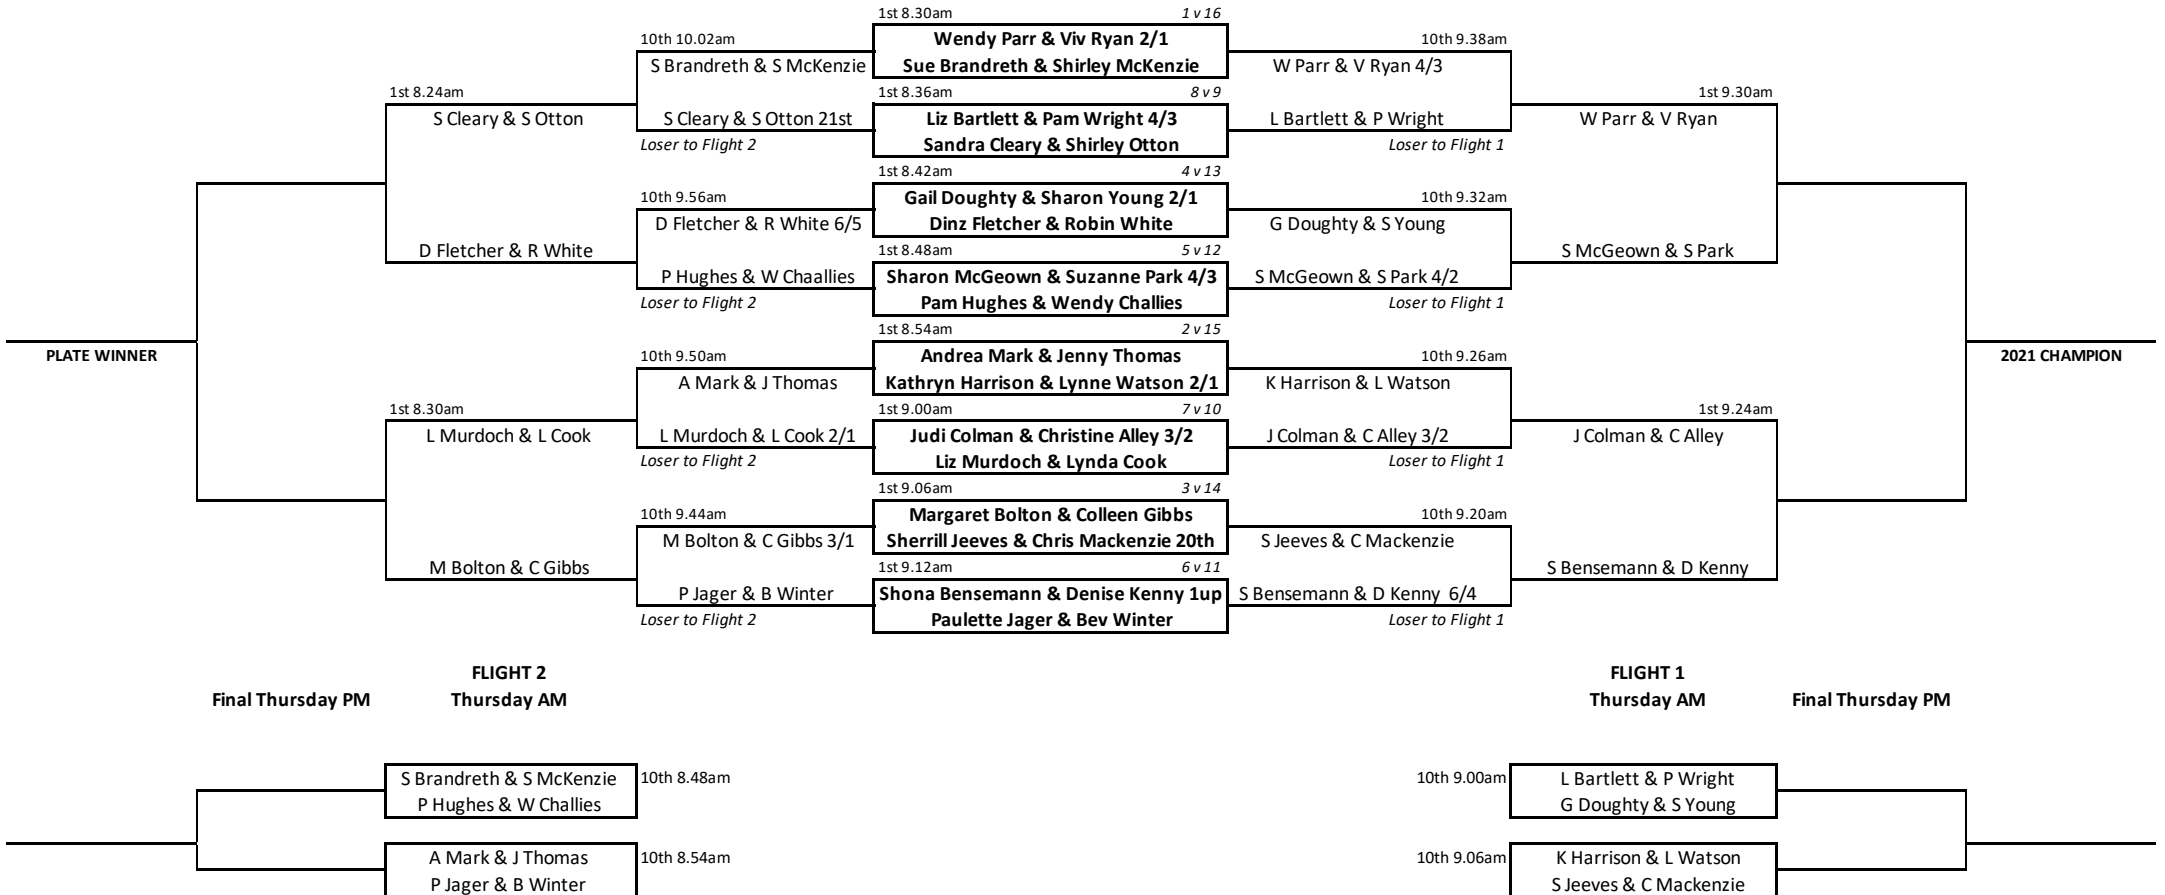 1st 8.30am 1 v 16
10th 10.02am Wendy Parr & Viv Ryan 2/1 10th 9.38am
S Brandreth & S McKenzie Sue Brandreth & Shirley McKenzie W Parr & V Ryan 4/3
1st 8.24am 1st 8.36am 8 v 9 1st 9.30am
S Cleary & S Otton S Cleary & S Otton 21st Liz Bartlett & Pam Wright 4/3 L Bartlett & P Wright W Parr & V Ryan
Loser to Flight 2 Sandra Cleary & Shirley Otton Loser to Flight 1
1st 8.42am 4 v 13
10th 9.56am Gail Doughty & Sharon Young 2/1 10th 9.32am
D Fletcher & R White 6/5 Dinz Fletcher & Robin White G Doughty & S Young
D Fletcher & R White 1st 8.48am 5 v 12 S McGeown & S Park
P Hughes & W Chaallies Sharon McGeown & Suzanne Park 4/3 S McGeown & S Park 4/2
Loser to Flight 2 Pam Hughes & Wendy Challies Loser to Flight 1
1st 8.54am 2 v 15
PLATE WINNER 10th 9.50am Andrea Mark & Jenny Thomas 10th 9.26am 2021 CHAMPION
A Mark & J Thomas Kathryn Harrison & Lynne Watson 2/1 K Harrison & L Watson
1st 8.30am 1st 9.00am 7 v 10 1st 9.24am
L Murdoch & L Cook L Murdoch & L Cook 2/1 Judi Colman & Christine Alley 3/2 J Colman & C Alley 3/2 J Colman & C Alley
Loser to Flight 2 Liz Murdoch & Lynda Cook Loser to Flight 1
1st 9.06am 3 v 14
10th 9.44am Margaret Bolton & Colleen Gibbs 10th 9.20am
M Bolton & C Gibbs 3/1 Sherrill Jeeves & Chris Mackenzie 20th S Jeeves & C Mackenzie
M Bolton & C Gibbs 1st 9.12am 6 v 11 S Bensemann & D Kenny
P Jager & B Winter Shona Bensemann & Denise Kenny 1up S Bensemann & D Kenny 6/4
Loser to Flight 2 Paulette Jager & Bev Winter Loser to Flight 1
FLIGHT 2 FLIGHT 1
Final Thursday PM Thursday AM Thursday AM Final Thursday PM
S Brandreth & S McKenzie 10th 8.48am 10th 9.00am L Bartlett & P Wright
P Hughes & W Challies G Doughty & S Young
A Mark & J Thomas 10th 8.54am 10th 9.06am K Harrison & L Watson
P Jager & B Winter S Jeeves & C Mackenzie